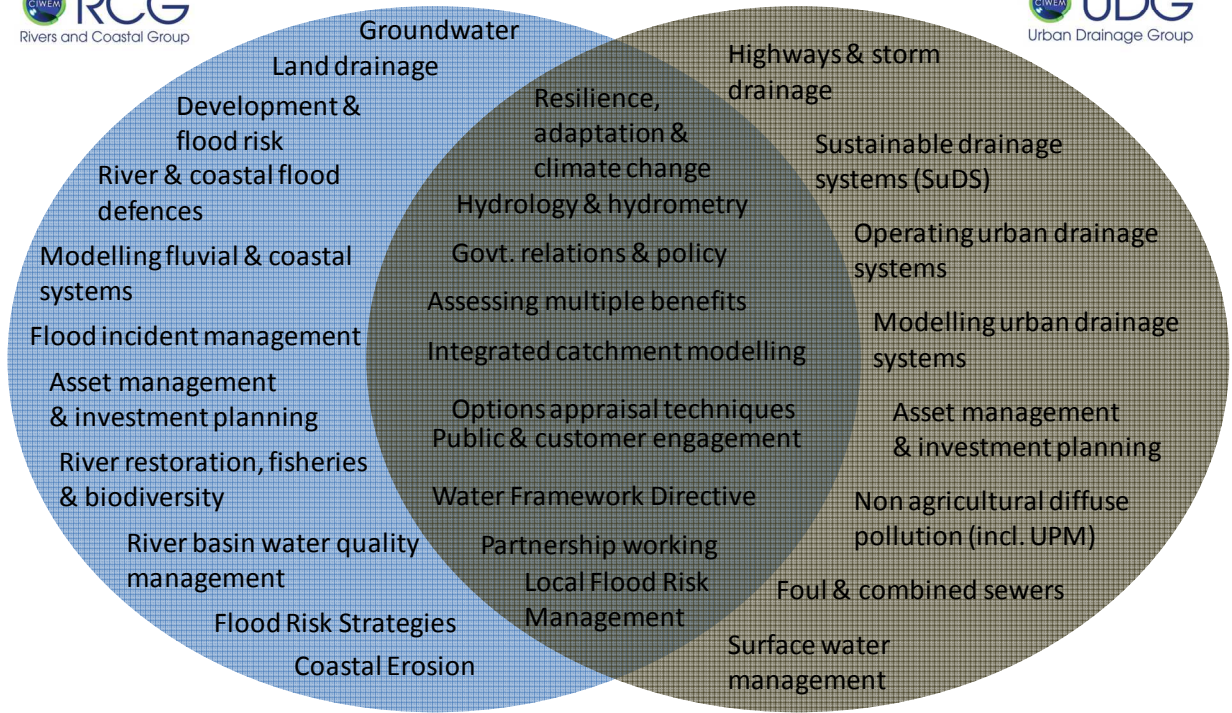 CIWEM
RCG
Rivers and Coastal Group
CIWEM
UDG
Urban Drainage Group
Groundwater
Land drainage
Development &
flood risk
River & coastal flood
defences
Modelling fluvial & coastal
systems
Flood incident management
Asset management
& investment planning
River restoration, fisheries
& biodiversity
River basin water quality
management
Flood Risk Strategies
Coastal Erosion
Resilience,
adaptation &
climate change
Hydrology & hydrometry
Govt. relations & policy
Assessing multiple benefits
Integrated catchment modelling
Options appraisal techniques
Public & customer engagement
Water Framework Directive
Partnership working
Local Flood Risk
Management
Highways & storm
drainage
Sustainable drainage
systems (SuDS)
Operating urban drainage
systems
Modelling urban drainage
systems
Asset management
& investment planning
Non agricultural diffuse
pollution (incl. UPM)
Foul & combined sewers
Surface water
management